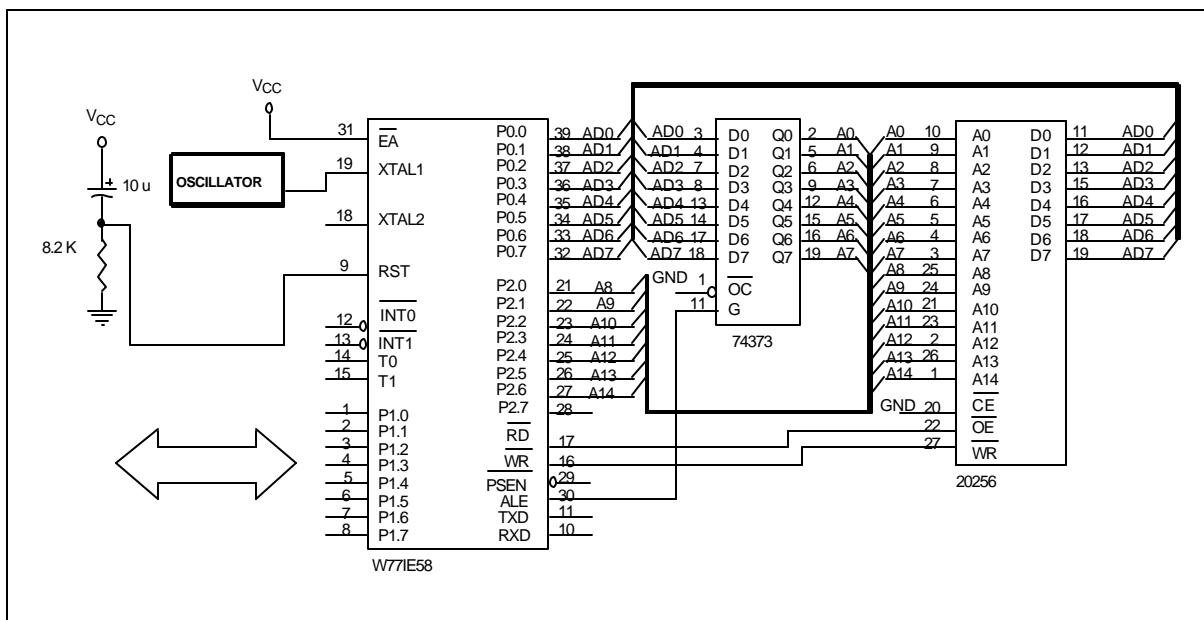 VCC
VCC
10 u
8.2 K
OSCILLATOR
31 EA
19 XTAL1
18 XTAL2
9 RST
12 INT0
13 INT1
14 T0
15 T1
1 P1.0
2 P1.1
3 P1.2
4 P1.3
5 P1.4
6 P1.5
7 P1.6
8 P1.7
P0.0 39 AD0
P0.1 38 AD1
P0.2 37 AD2
P0.3 36 AD3
P0.4 35 AD4
P0.5 34 AD5
P0.6 33 AD6
P0.7 32 AD7
P2.0 21 A8
P2.1 22 A9
P2.2 23 A10
P2.3 24 A11
P2.4 25 A12
P2.5 26 A13
P2.6 27 A14
P2.7 28
RD 17
WR 16
PSEN 29
ALE 30
TXD 11
RXD 10
W77IE58
AD0 3 D0 Q0 2 A0
AD1 4 D1 Q1 5 A1
AD2 7 D2 Q2 6 A2
AD3 8 D3 Q3 9 A3
AD4 13 D4 Q4 12 A4
AD5 14 D5 Q5 15 A5
AD6 17 D6 Q6 16 A6
AD7 18 D7 Q7 19 A7
GND 1 OC
11 G
74373
A0 10 A0 D0 11 AD0
A1 9 A1 D1 12 AD1
A2 8 A2 D2 13 AD2
A3 7 A3 D3 15 AD3
A4 6 A4 D4 16 AD4
A5 5 A5 D5 17 AD5
A6 4 A6 D6 18 AD6
A7 3 A7 D7 19 AD7
A8 25 A8
A9 24 A9
A10 21 A10
A11 23 A11
A12 2 A12
A13 26 A13
A14 1 A14
GND 20 CE
22 OE
27 WR
20256